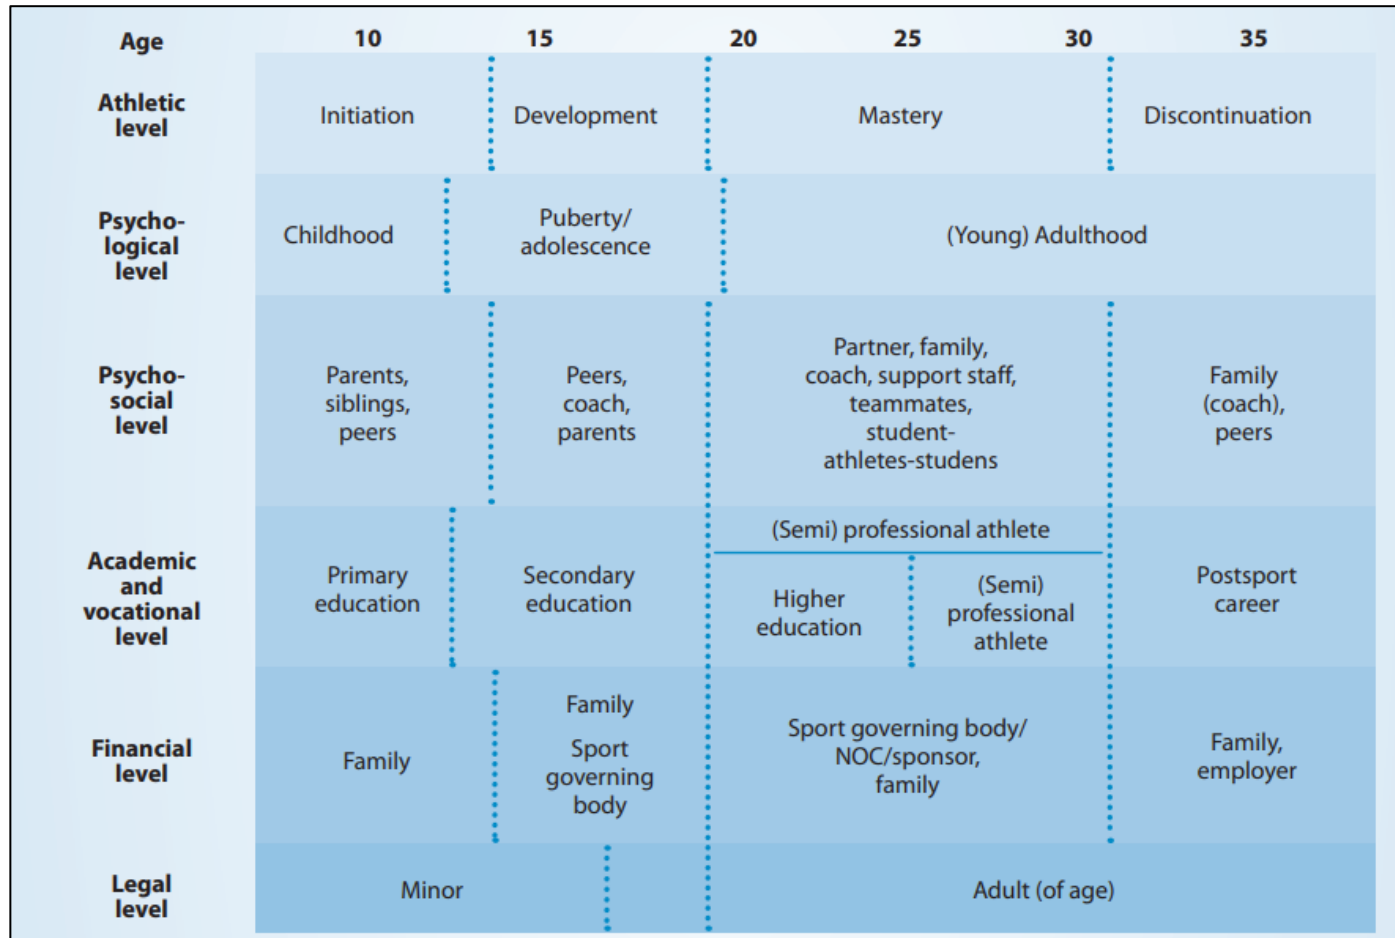 Age 10 15 20 25 30 35
Athletic
level
Initiation
Development
Mastery
Discontinuation
Psycho-
logical
level
Childhood
Puberty/
adolescence
(Young) Adulthood
Psycho-
social
level
Parents,
siblings,
peers
Peers,
coach,
parents
Partner, family,
coach, support staff,
teammates,
student-
athletes-studens
Family
(coach),
peers
Academic
and
vocational
level
Primary
education
Secondary
education
(Semi) professional athlete
Higher
education
(Semi)
professional
athlete
Postsport
career
Financial
level
Family
Family
Sport
governing
body
Sport governing body/
NOC/sponsor,
family
Family,
employer
Legal
level
Minor
Adult (of age)